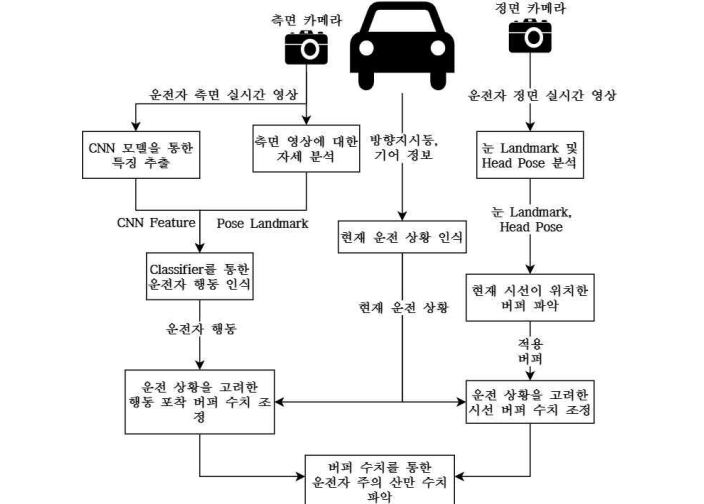 측면 카메라
정면 카메라
운전자 측면 실시간 영상
운전자 정면 실시간 영상
CNN 모델을 통한
특징 추출
측면 영상에 대한
자세 분석
방향지시등,
기어 정보
눈 Landmark 및
Head Pose 분석
CNN Feature
Pose Landmark
눈 Landmark,
Head Pose
현재 운전 상황 인식
Classifier를 통한
운전자 행동 인식
현재 시선이 위치한
버퍼 파악
현재 운전 상황
운전자 행동
적용
버퍼
운전 상황을 고려한
행동 포착 버퍼 수치 조
정
운전 상황을 고려한
시선 버퍼 수치 조정
버퍼 수치를 통한
운전자 주의 산만 수치
파악